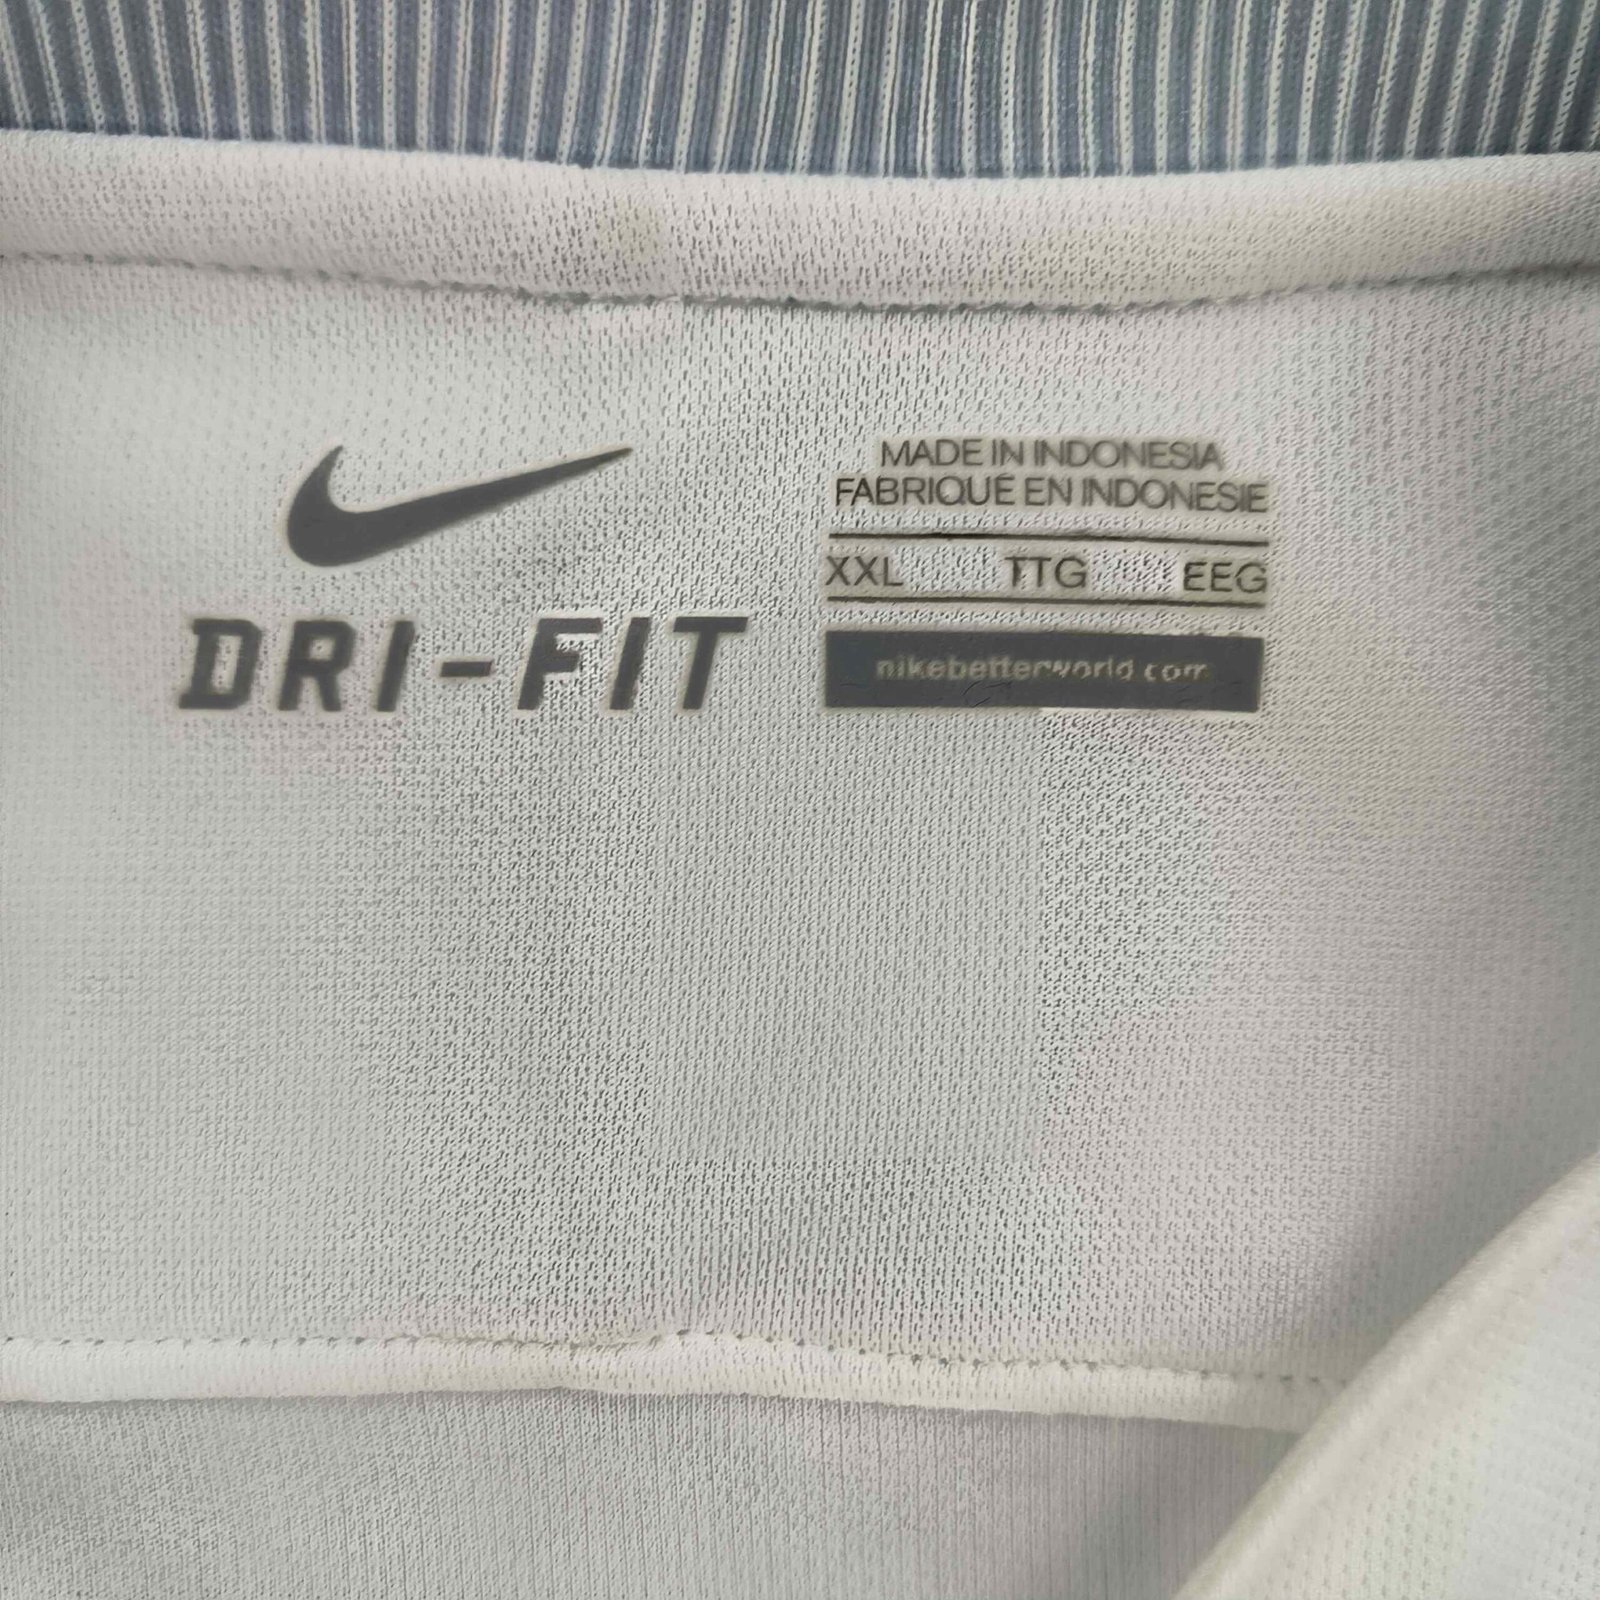 DRI-FIT
MADE IN INDONESIA
FABRIQUÉ EN INDONESIE
XXL TTG EEG
nikebetterworld.com